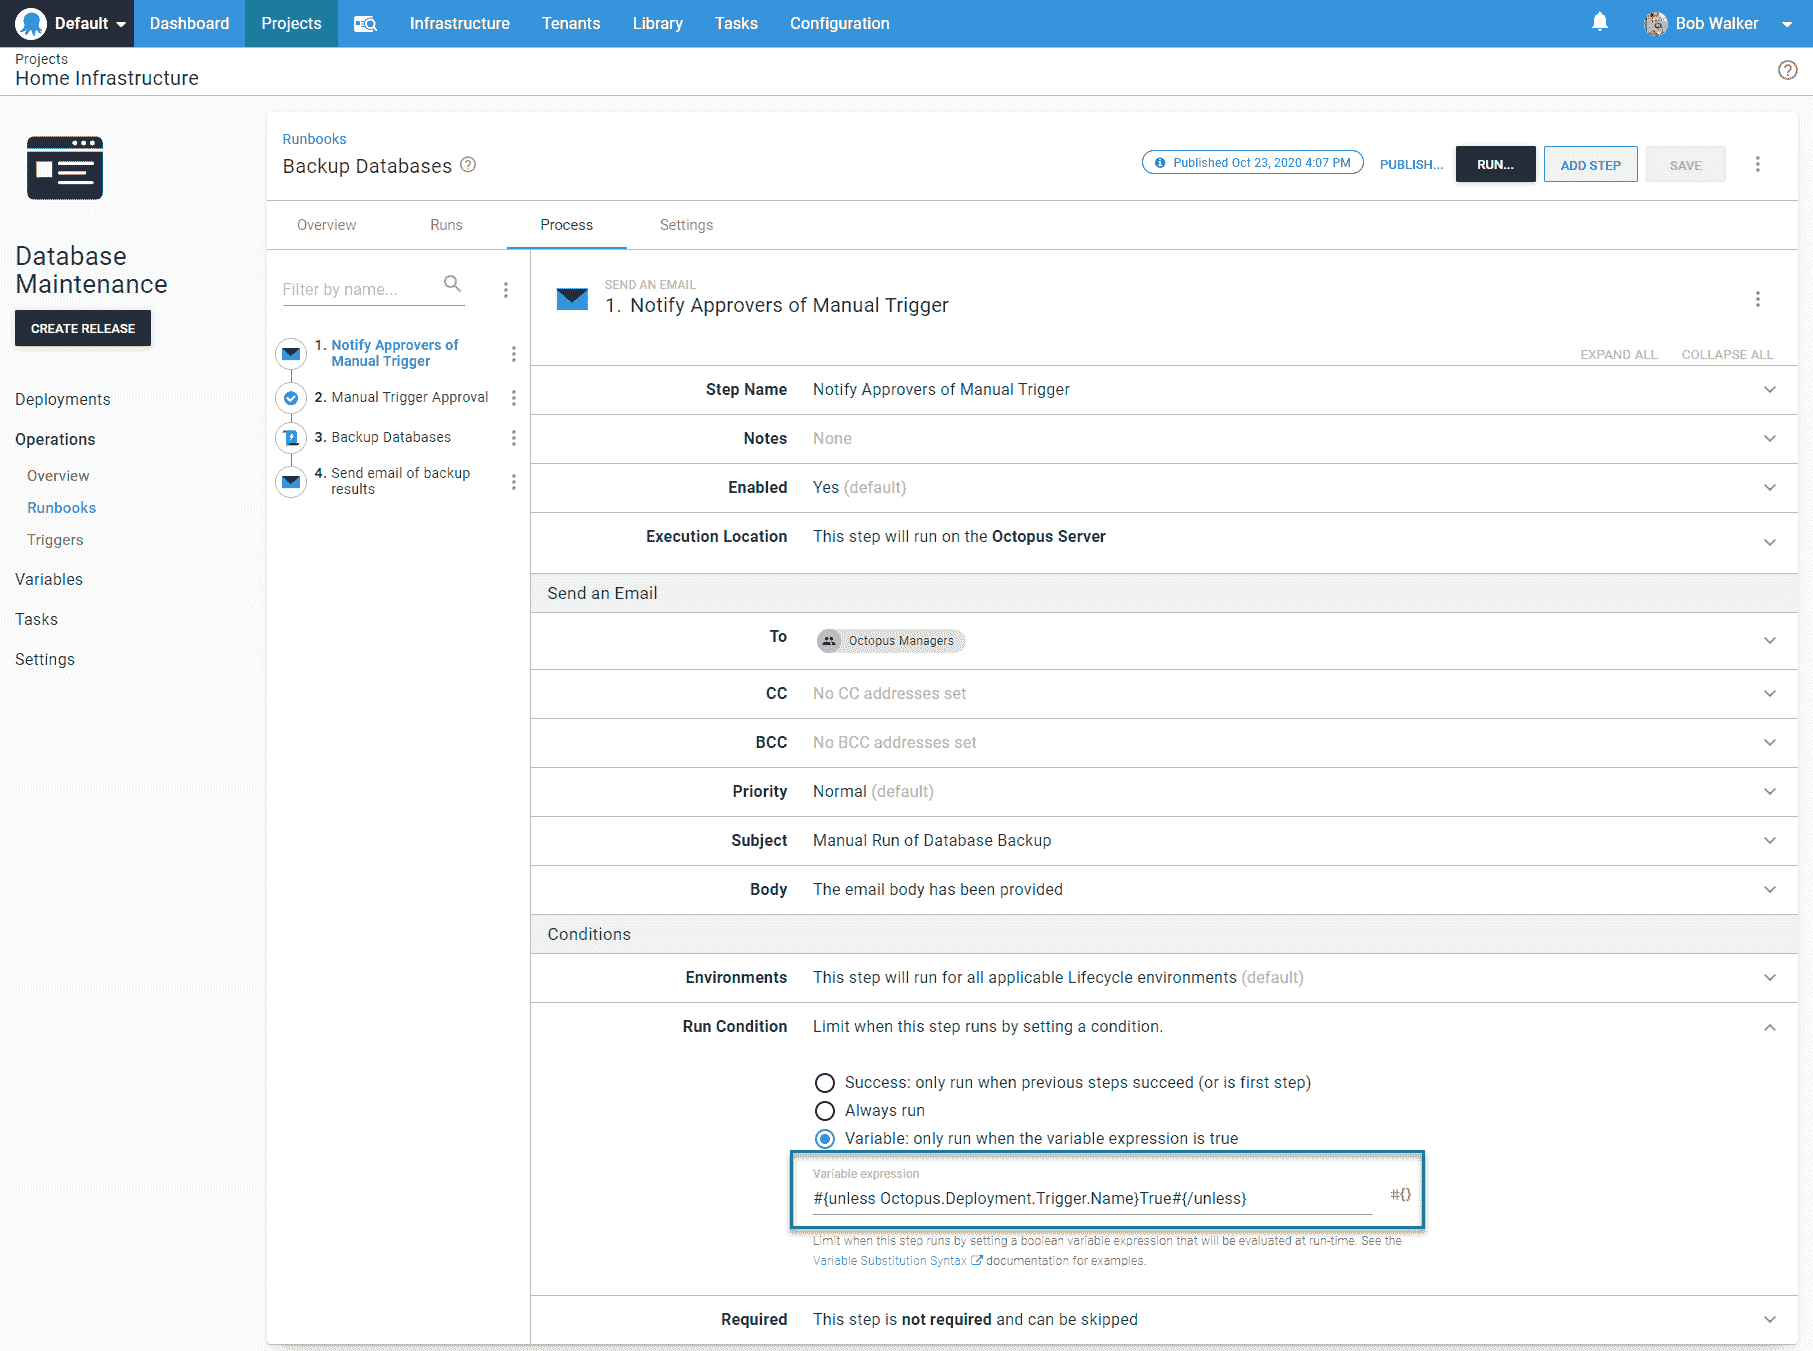 Default
Dashboard
Projects
Infrastructure
Tenants
Library
Tasks
Configuration
Bob Walker
Projects
Home Infrastructure
Database
Maintenance
CREATE RELEASE
Deployments
Operations
Overview
Runbooks
Triggers
Variables
Tasks
Settings
Runbooks
Backup Databases
Published Oct 23, 2020 4:07 PM
PUBLISH...
RUN...
ADD STEP
SAVE
Overview
Runs
Process
Settings
Filter by name...
1. Notify Approvers of
Manual Trigger
2. Manual Trigger Approval
3. Backup Databases
4. Send email of backup
results
SEND AN EMAIL
1. Notify Approvers of Manual Trigger
EXPAND ALL
COLLAPSE ALL
Step Name Notify Approvers of Manual Trigger
Notes None
Enabled Yes (default)
Execution Location This step will run on the Octopus Server
Send an Email
To Octopus Managers
CC No CC addresses set
BCC No BCC addresses set
Priority Normal (default)
Subject Manual Run of Database Backup
Body The email body has been provided
Conditions
Environments This step will run for all applicable Lifecycle environments (default)
Run Condition Limit when this step runs by setting a condition.
Success: only run when previous steps succeed (or is first step)
Always run
Variable: only run when the variable expression is true
Variable expression
#{unless Octopus.Deployment.Trigger.Name}True#{/unless}
#{}
Limit when this step runs by setting a boolean variable expression that will be evaluated at run-time. See the
Variable Substitution Syntax documentation for examples.
Required This step is not required and can be skipped